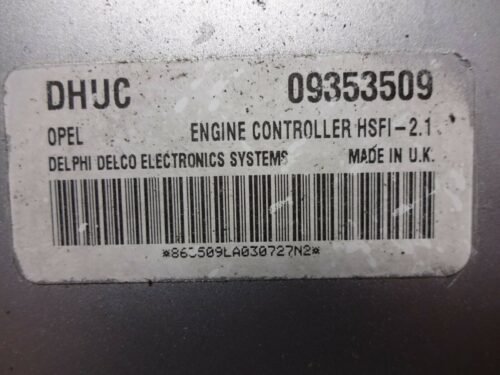 DHUC 09353509
OPEL ENGINE CONTROLLER HSFI-2.1
DELPHI DELCO ELECTRONICS SYSTEMS MADE IN U.K.